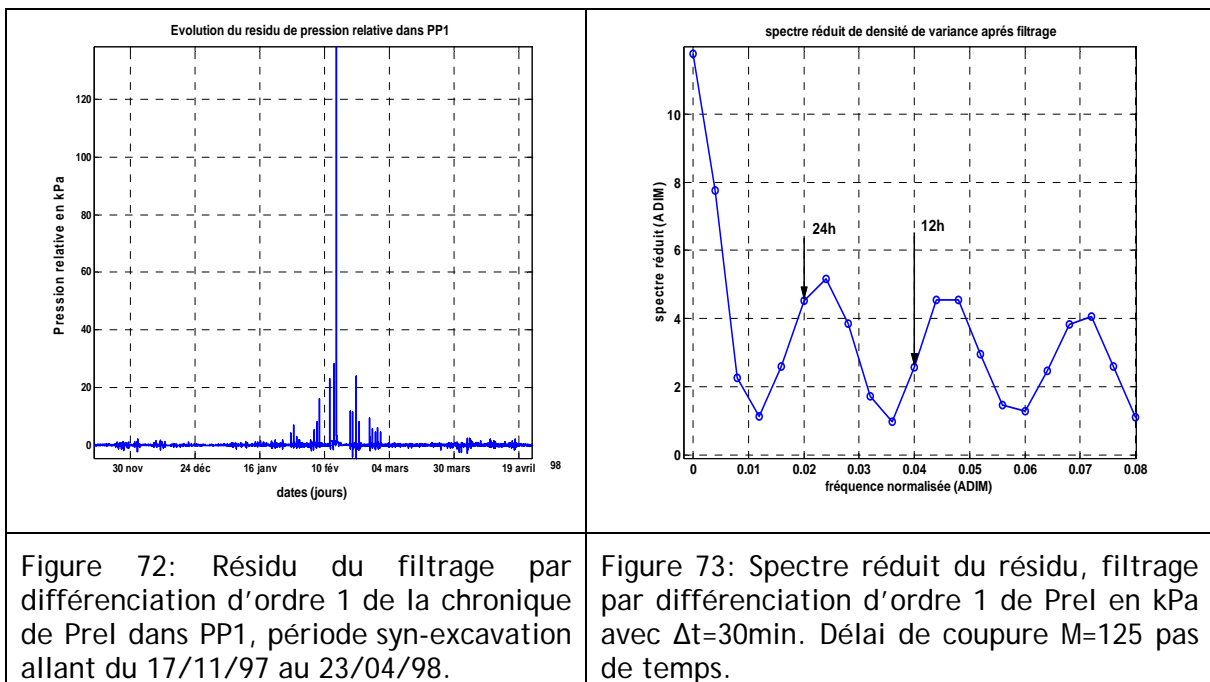 Evolution du residu de pression relative dans PP1
Pression relative en kPa
120
100
80
60
40
20
0
30 nov
24 déc
16 janv
10 fév
04 mars
30 mars
19 avril
98
dates (jours)
spectre réduit de densité de variance aprés filtrage
spectre réduit (ADIM)
10
8
6
4
2
0
24h
12h
0
0.01
0.02
0.03
0.04
0.05
0.06
0.07
0.08
fréquence normalisée (ADIM)
Figure 72: Résidu du filtrage par
différenciation d'ordre 1 de la chronique
de Prel dans PP1, période syn-excavation
allant du 17/11/97 au 23/04/98.
Figure 73: Spectre réduit du résidu, filtrage
par différenciation d'ordre 1 de Prel en kPa
avec Δt=30min. Délai de coupure M=125 pas
de temps.